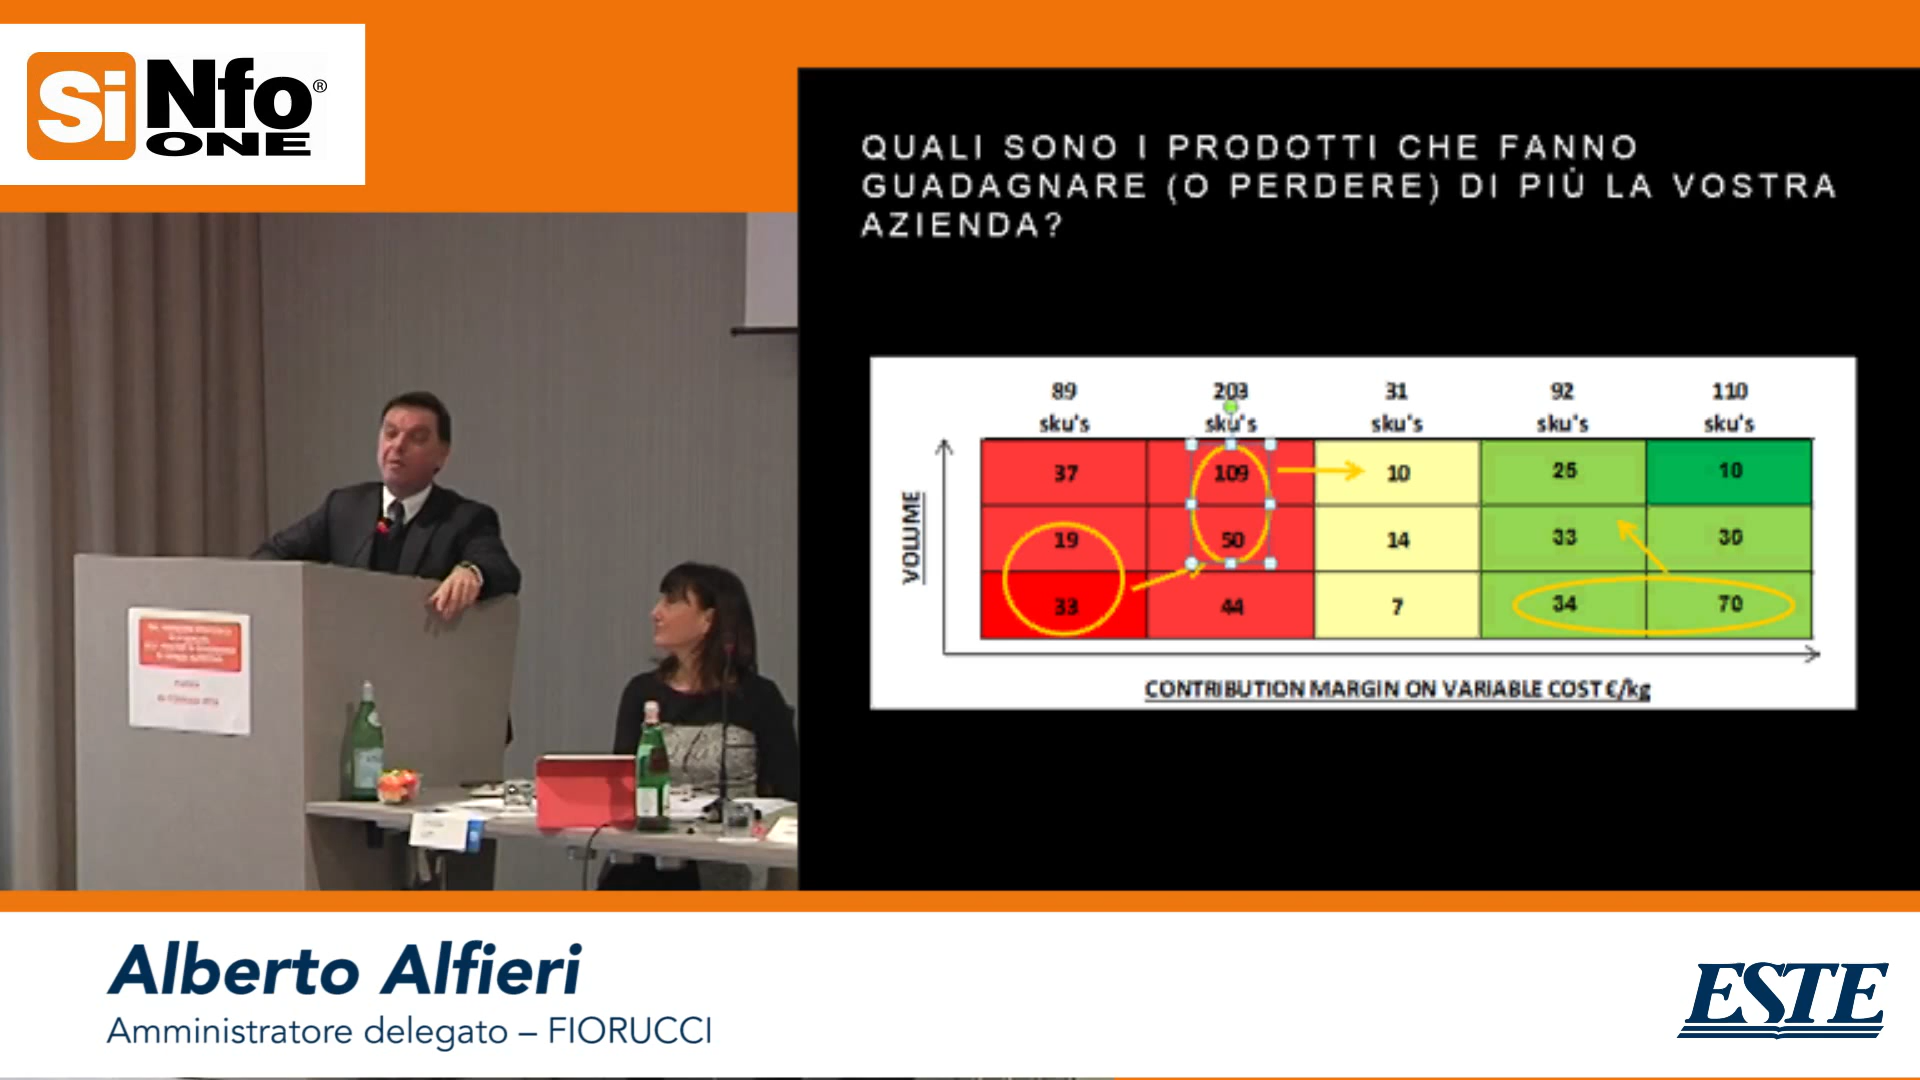 Si Nfo®
ONE
QUALI SONO I PRODOTTI CHE FANNO
GUADAGNARE (O PERDERE) DI PIÙ LA VOSTRA
AZIENDA?
89 203 31 92 110
sku's sku's sku's sku's sku's
37 109 10 25 10
19 50 14 33 30
33 44 7 34 70
VOLUME
CONTRIBUTION MARGIN ON VARIABLE COST €/kg
Alberto Alfieri
Amministratore delegato – FIORUCCI
ESTE